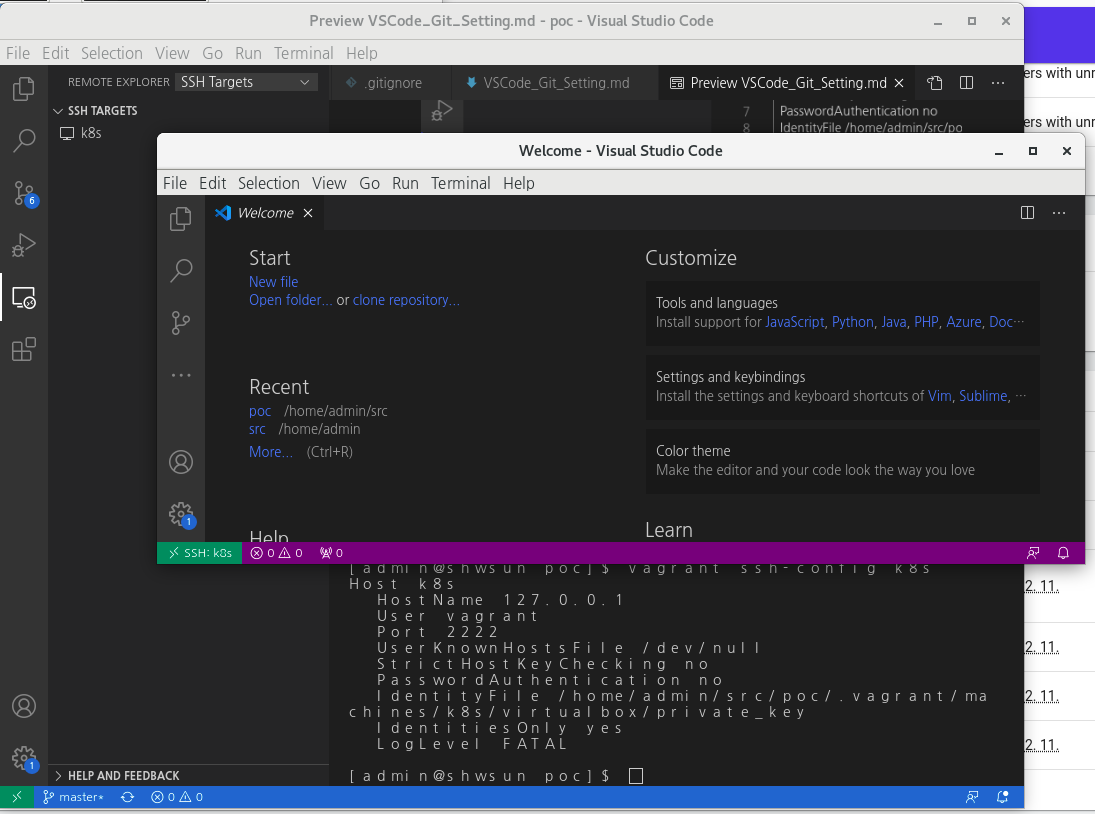 Preview VSCode_Git_Setting.md - poc - Visual Studio Code
File Edit Selection View Go Run Terminal Help
REMOTE EXPLORER SSH Targets
.gitignore
VSCode_Git_Setting.md
Preview VSCode_Git_Setting.md
SSH TARGETS
k8s
7 PasswordAuthentication no
8 IdentityFile /home/admin/src/po
ers with unr
ers with unr
6
Welcome - Visual Studio Code
File Edit Selection View Go Run Terminal Help
Welcome
Start
New file
Open folder... or clone repository...
Recent
poc /home/admin/src
src /home/admin
More... (Ctrl+R)
Help
Customize
Tools and languages
Install support for JavaScript, Python, Java, PHP, Azure, Doc...
Settings and keybindings
Install the settings and keyboard shortcuts of Vim, Sublime, ...
Color theme
Make the editor and your code look the way you love
Learn
1
SSH: k8s 0 0 0
[admin@shwsun poc]$ vagrant ssh-config k8s
Host k8s
HostName 127.0.0.1
User vagrant
Port 2222
UserKnownHostsFile /dev/null
StrictHostKeyChecking no
PasswordAuthentication no
IdentityFile /home/admin/src/poc/.vagrant/ma
chines/k8s/virtualbox/private_key
IdentitiesOnly yes
LogLevel FATAL
[admin@shwsun poc]$
2. 11.
2. 11.
2. 11.
2. 11.
1
HELP AND FEEDBACK
master* 0 0